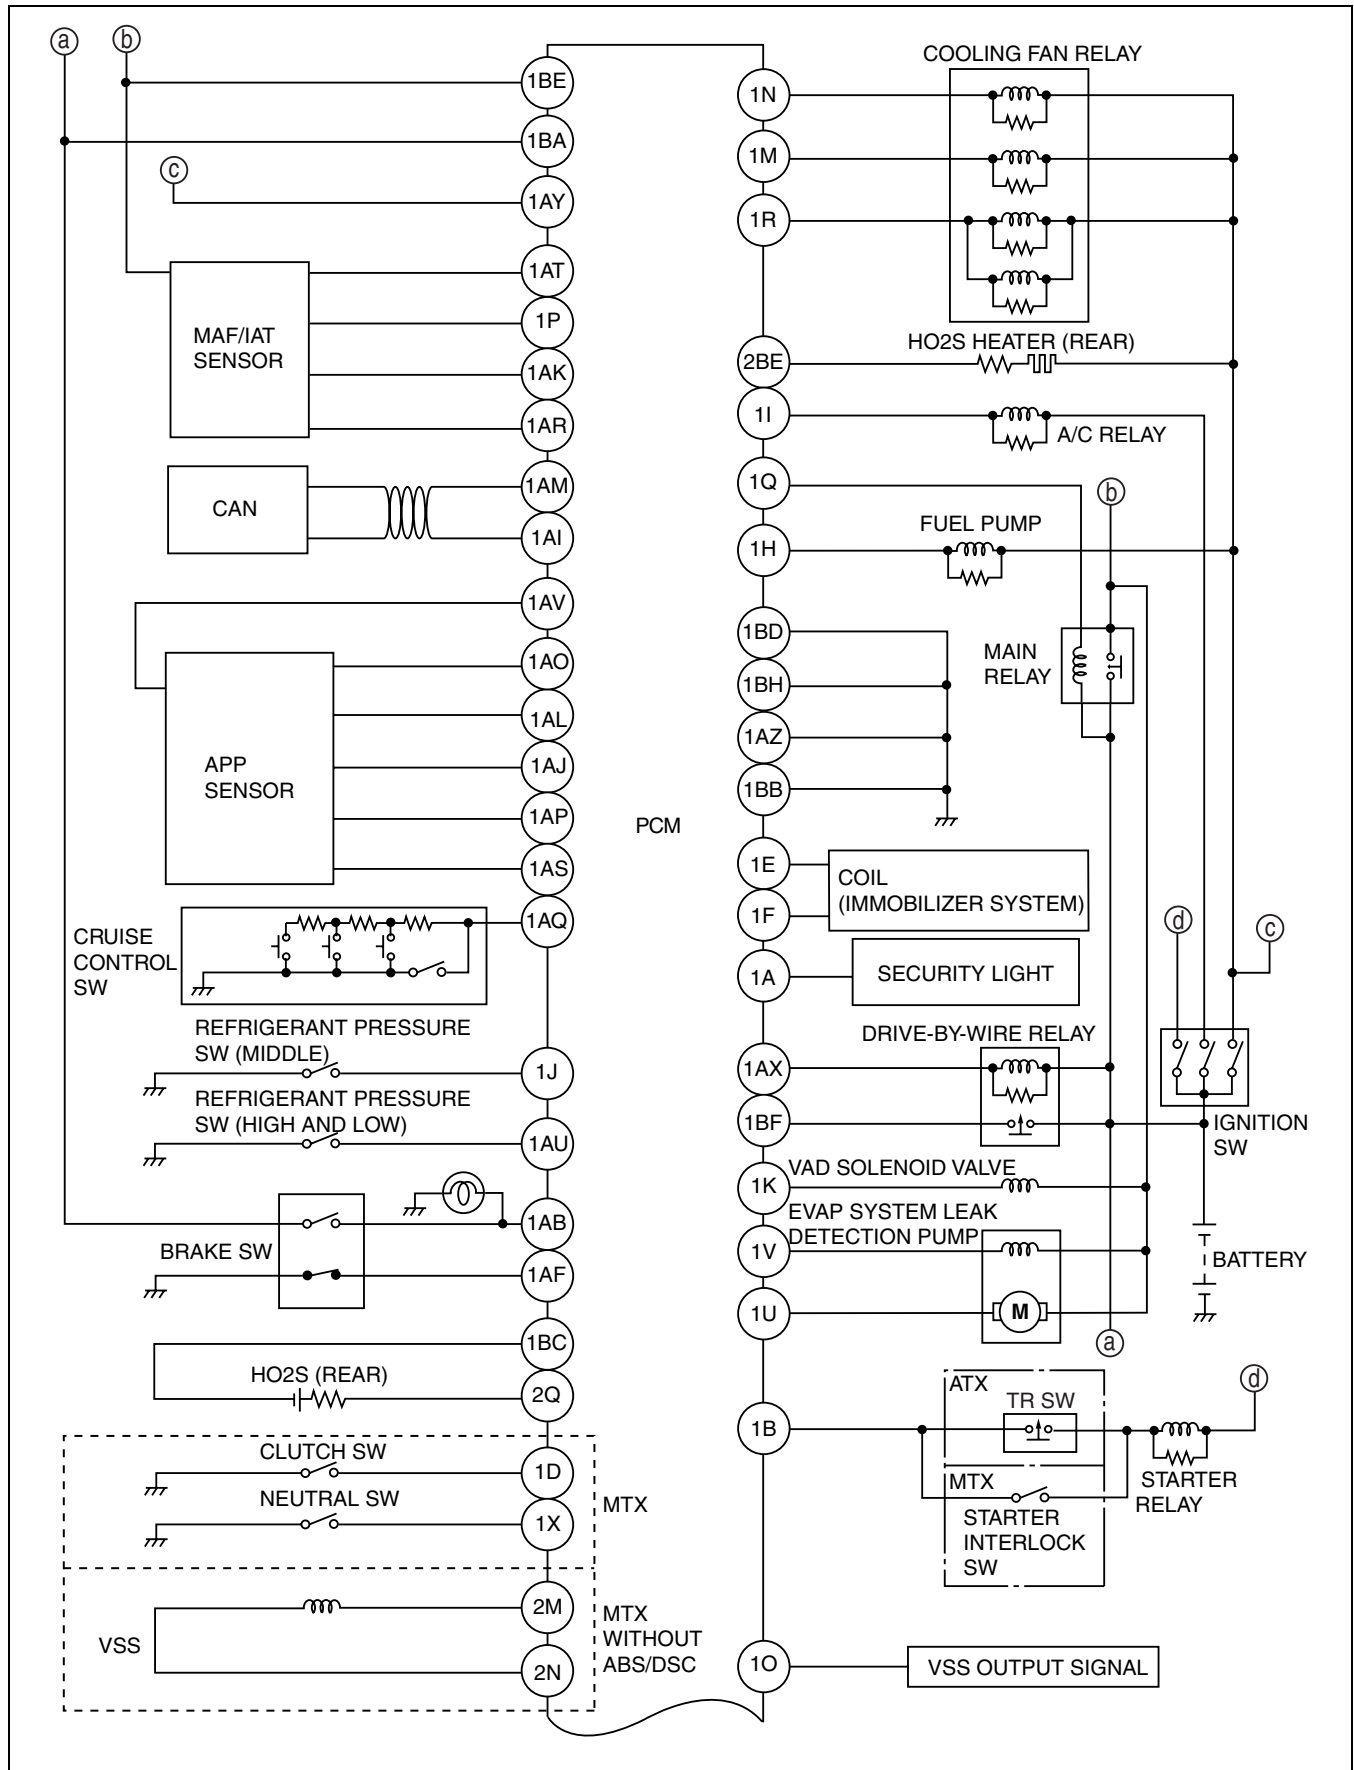 a
b
1BE
1BA
c
1AY
MAF/IAT
SENSOR
1AT
1P
1AK
1AR
CAN
1AM
1AI
1AV
APP
SENSOR
1AO
1AL
1AJ
1AP
1AS
CRUISE
CONTROL
SW
1AQ
REFRIGERANT PRESSURE
SW (MIDDLE)
1J
REFRIGERANT PRESSURE
SW (HIGH AND LOW)
1AU
BRAKE SW
1AB
1AF
1BC
HO2S (REAR)
2Q
CLUTCH SW
1D
NEUTRAL SW
1X
MTX
VSS
2M
2N
MTX
WITHOUT
ABS/DSC
PCM
COOLING FAN RELAY
1N
1M
1R
HO2S HEATER (REAR)
2BE
1I
A/C RELAY
1Q
b
FUEL PUMP
1H
MAIN
RELAY
1BD
1BH
1AZ
1BB
1E
1F
COIL
(IMMOBILIZER SYSTEM)
1A
SECURITY LIGHT
d
c
DRIVE-BY-WIRE RELAY
1AX
1BF
IGNITION
SW
VAD SOLENOID VALVE
1K
EVAP SYSTEM LEAK
DETECTION PUMP
1V
BATTERY
1U
M
a
ATX
TR SW
d
1B
MTX
STARTER
INTERLOCK
SW
STARTER
RELAY
1O
VSS OUTPUT SIGNAL